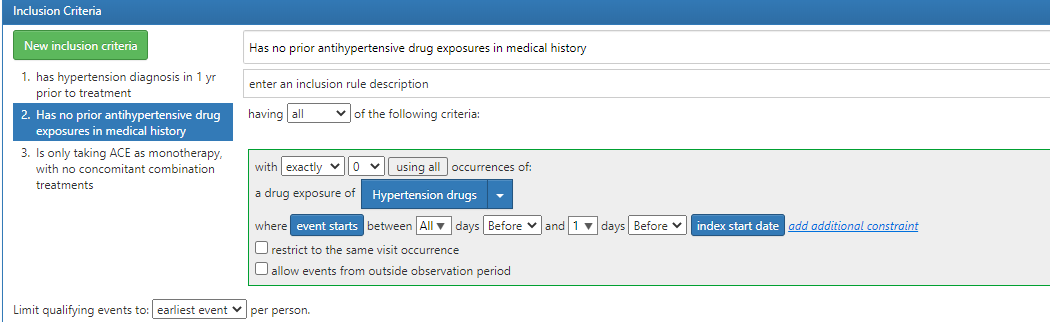 Inclusion Criteria
New inclusion criteria
Has no prior antihypertensive drug exposures in medical history
1. has hypertension diagnosis in 1 yr
prior to treatment
enter an inclusion rule description
2. Has no prior antihypertensive drug
exposures in medical history
having all of the following criteria:
3. Is only taking ACE as monotherapy,
with no concomitant combination
treatments
with exactly 0 using all occurrences of:
a drug exposure of Hypertension drugs
where event starts between All days Before and 1 days Before index start date add additional constraint
restrict to the same visit occurrence
allow events from outside observation period
Limit qualifying events to: earliest event per person.